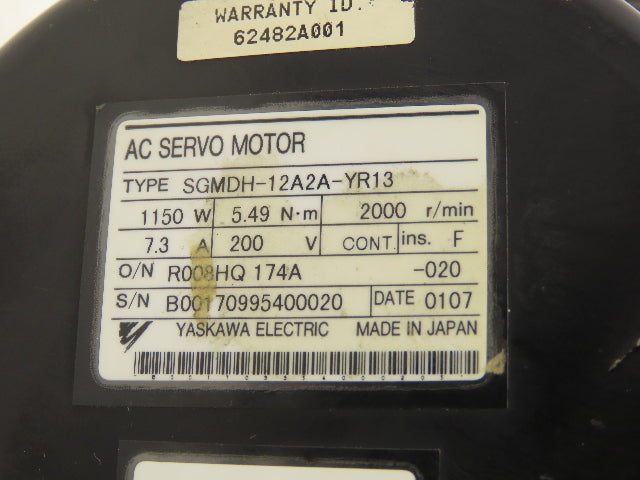 WARRANTY ID.
62482A001
AC SERVO MOTOR
TYPE SGMDH-12A2A-YR13
1150 W 5.49 N·m 2000 r/min
7.3 A 200 V CONT. ins. F
O/N R008HQ 174A -020
S/N B00170995400020 DATE 0107
YASKAWA ELECTRIC MADE IN JAPAN